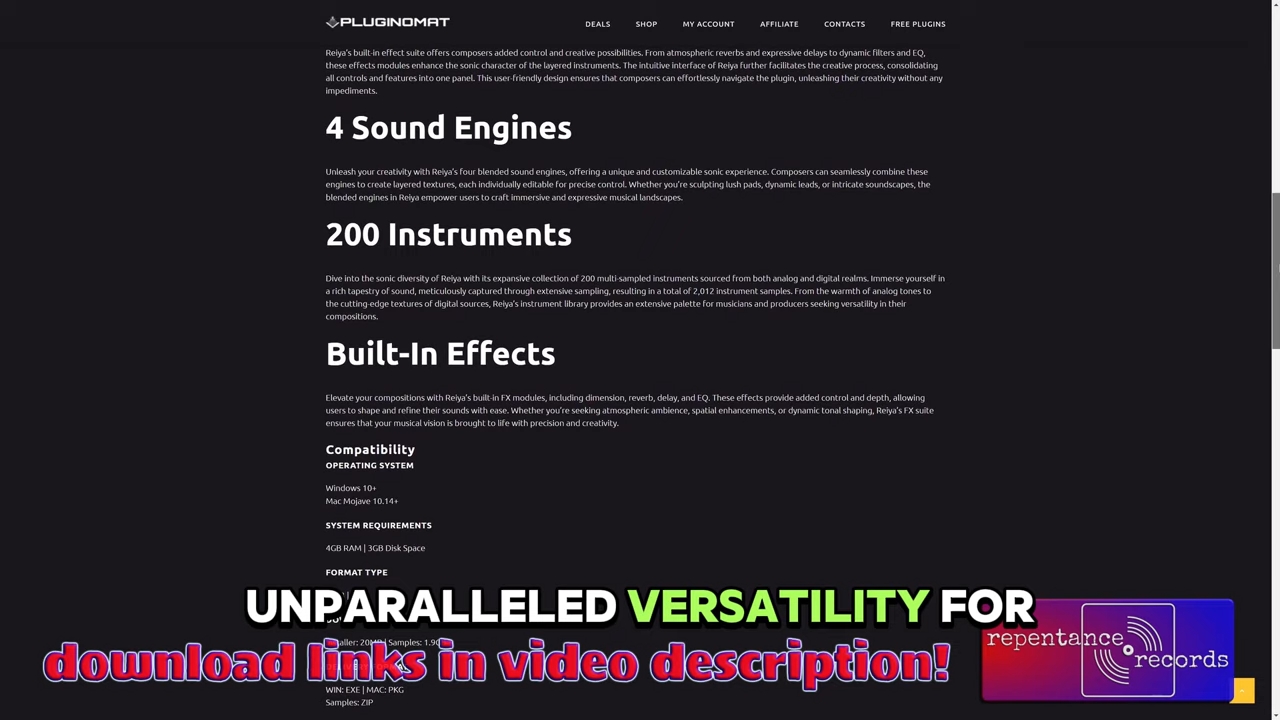 PLUGINOMAT
DEALS SHOP MY ACCOUNT AFFILIATE CONTACTS FREE PLUGINS
Reiya's built-in effect suite offers composers added control and creative possibilities. From atmospheric reverbs and expressive delays to dynamic filters and EQ,
these effects modules enhance the sonic character of the layered instruments. The intuitive interface of Reiya further facilitates the creative process, consolidating
all controls and features into one panel. This user-friendly design ensures that composers can effortlessly navigate the plugin, unleashing their creativity without any
impediments.
4 Sound Engines
Unleash your creativity with Reiya's four blended sound engines, offering a unique and customizable sonic experience. Composers can seamlessly combine these
engines to create layered textures, each individually editable for precise control. Whether you're sculpting lush pads, dynamic leads, or intricate soundscapes, the
blended engines in Reiya empower users to craft immersive and expressive musical landscapes.
200 Instruments
Dive into the sonic diversity of Reiya with its expansive collection of 200 multi-sampled instruments sourced from both analog and digital realms. Immerse yourself in
a rich tapestry of sound, meticulously captured through extensive sampling, resulting in a total of 2,012 instrument samples. From the warmth of analog tones to
the cutting-edge textures of digital sources, Reiya's instrument library provides an extensive palette for musicians and producers seeking versatility in their
compositions.
Built-In Effects
Elevate your compositions with Reiya's built-in FX modules, including dimension, reverb, delay, and EQ. These effects provide added control and depth, allowing
users to shape and refine their sounds with ease. Whether you're seeking atmospheric ambience, spatial enhancements, or dynamic tonal shaping, Reiya's FX suite
ensures that your musical vision is brought to life with precision and creativity.
Compatibility
OPERATING SYSTEM
Windows 10+
Mac Mojave 10.14+
SYSTEM REQUIREMENTS
4GB RAM | 3GB Disk Space
FORMAT TYPE
UNPARALLELED VERSATILITY FOR
Samples: 1.90
download links in video description!
repentance
records
WIN: EXE | MAC: PKG
Samples: ZIP